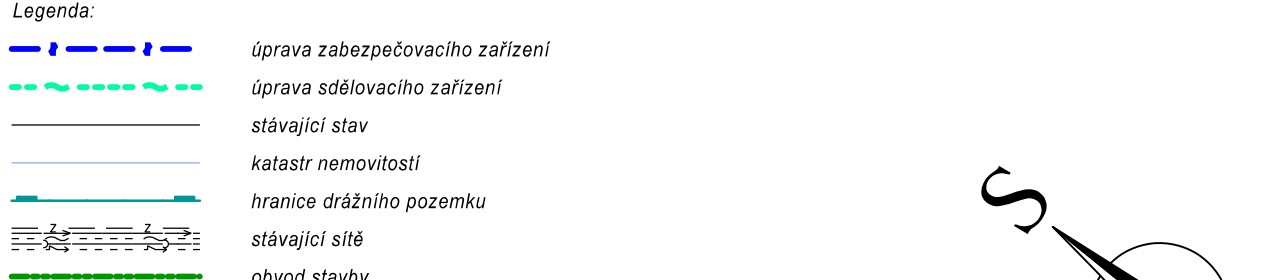 Legenda:
úprava zabezpečovacího zařízení
úprava sdělovacího zařízení
stávající stav
katastr nemovitostí
hranice drážního pozemku
Z Z
stávající sítě
obvod stavby
S